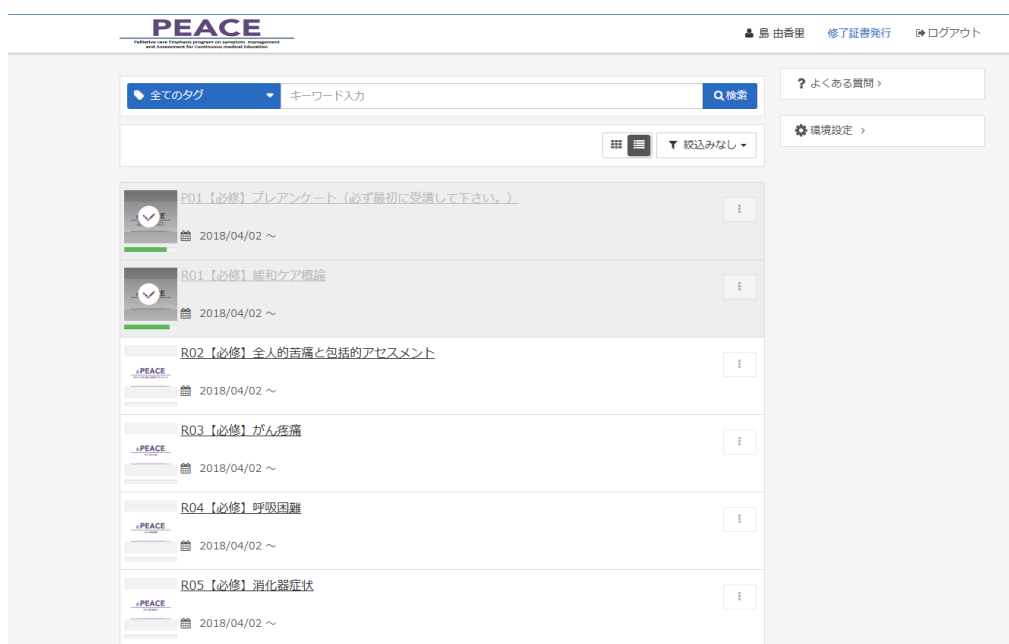 PEACE
Palliative care Emphasis program on symptom management
and Assessment for Continuous medical Education
島 由香里 修了証書発行 ログアウト
全てのタグ キーワード入力 検索
? よくある質問 ›
環境設定 ›
絞込みなし
P01【必修】プレアンケート（必ず最初に受講して下さい。）
2018/04/02 ～
R01【必修】緩和ケア概論
2018/04/02 ～
R02【必修】全人的苦痛と包括的アセスメント
ePEACE
2018/04/02 ～
R03【必修】がん疼痛
ePEACE
2018/04/02 ～
R04【必修】呼吸困難
ePEACE
2018/04/02 ～
R05【必修】消化器症状
ePEACE
2018/04/02 ～